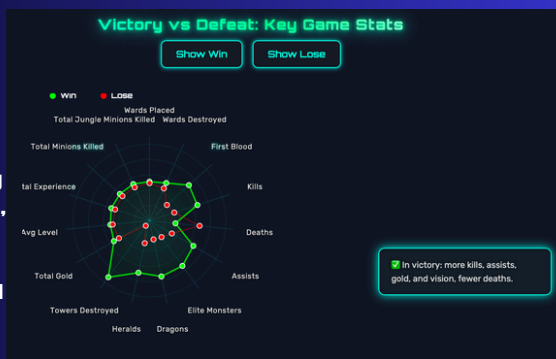 Victory vs Defeat: Key Game Stats
Show Win
Show Lose
Win
Lose
Wards Placed
Total Jungle Minions Killed
Wards Destroyed
Total Minions Killed
First Blood
tal Experience
Kills
Avg Level
Deaths
Total Gold
Assists
Towers Destroyed
Elite Monsters
Heralds
Dragons
✅ In victory: more kills, assists,
gold, and vision, fewer deaths.